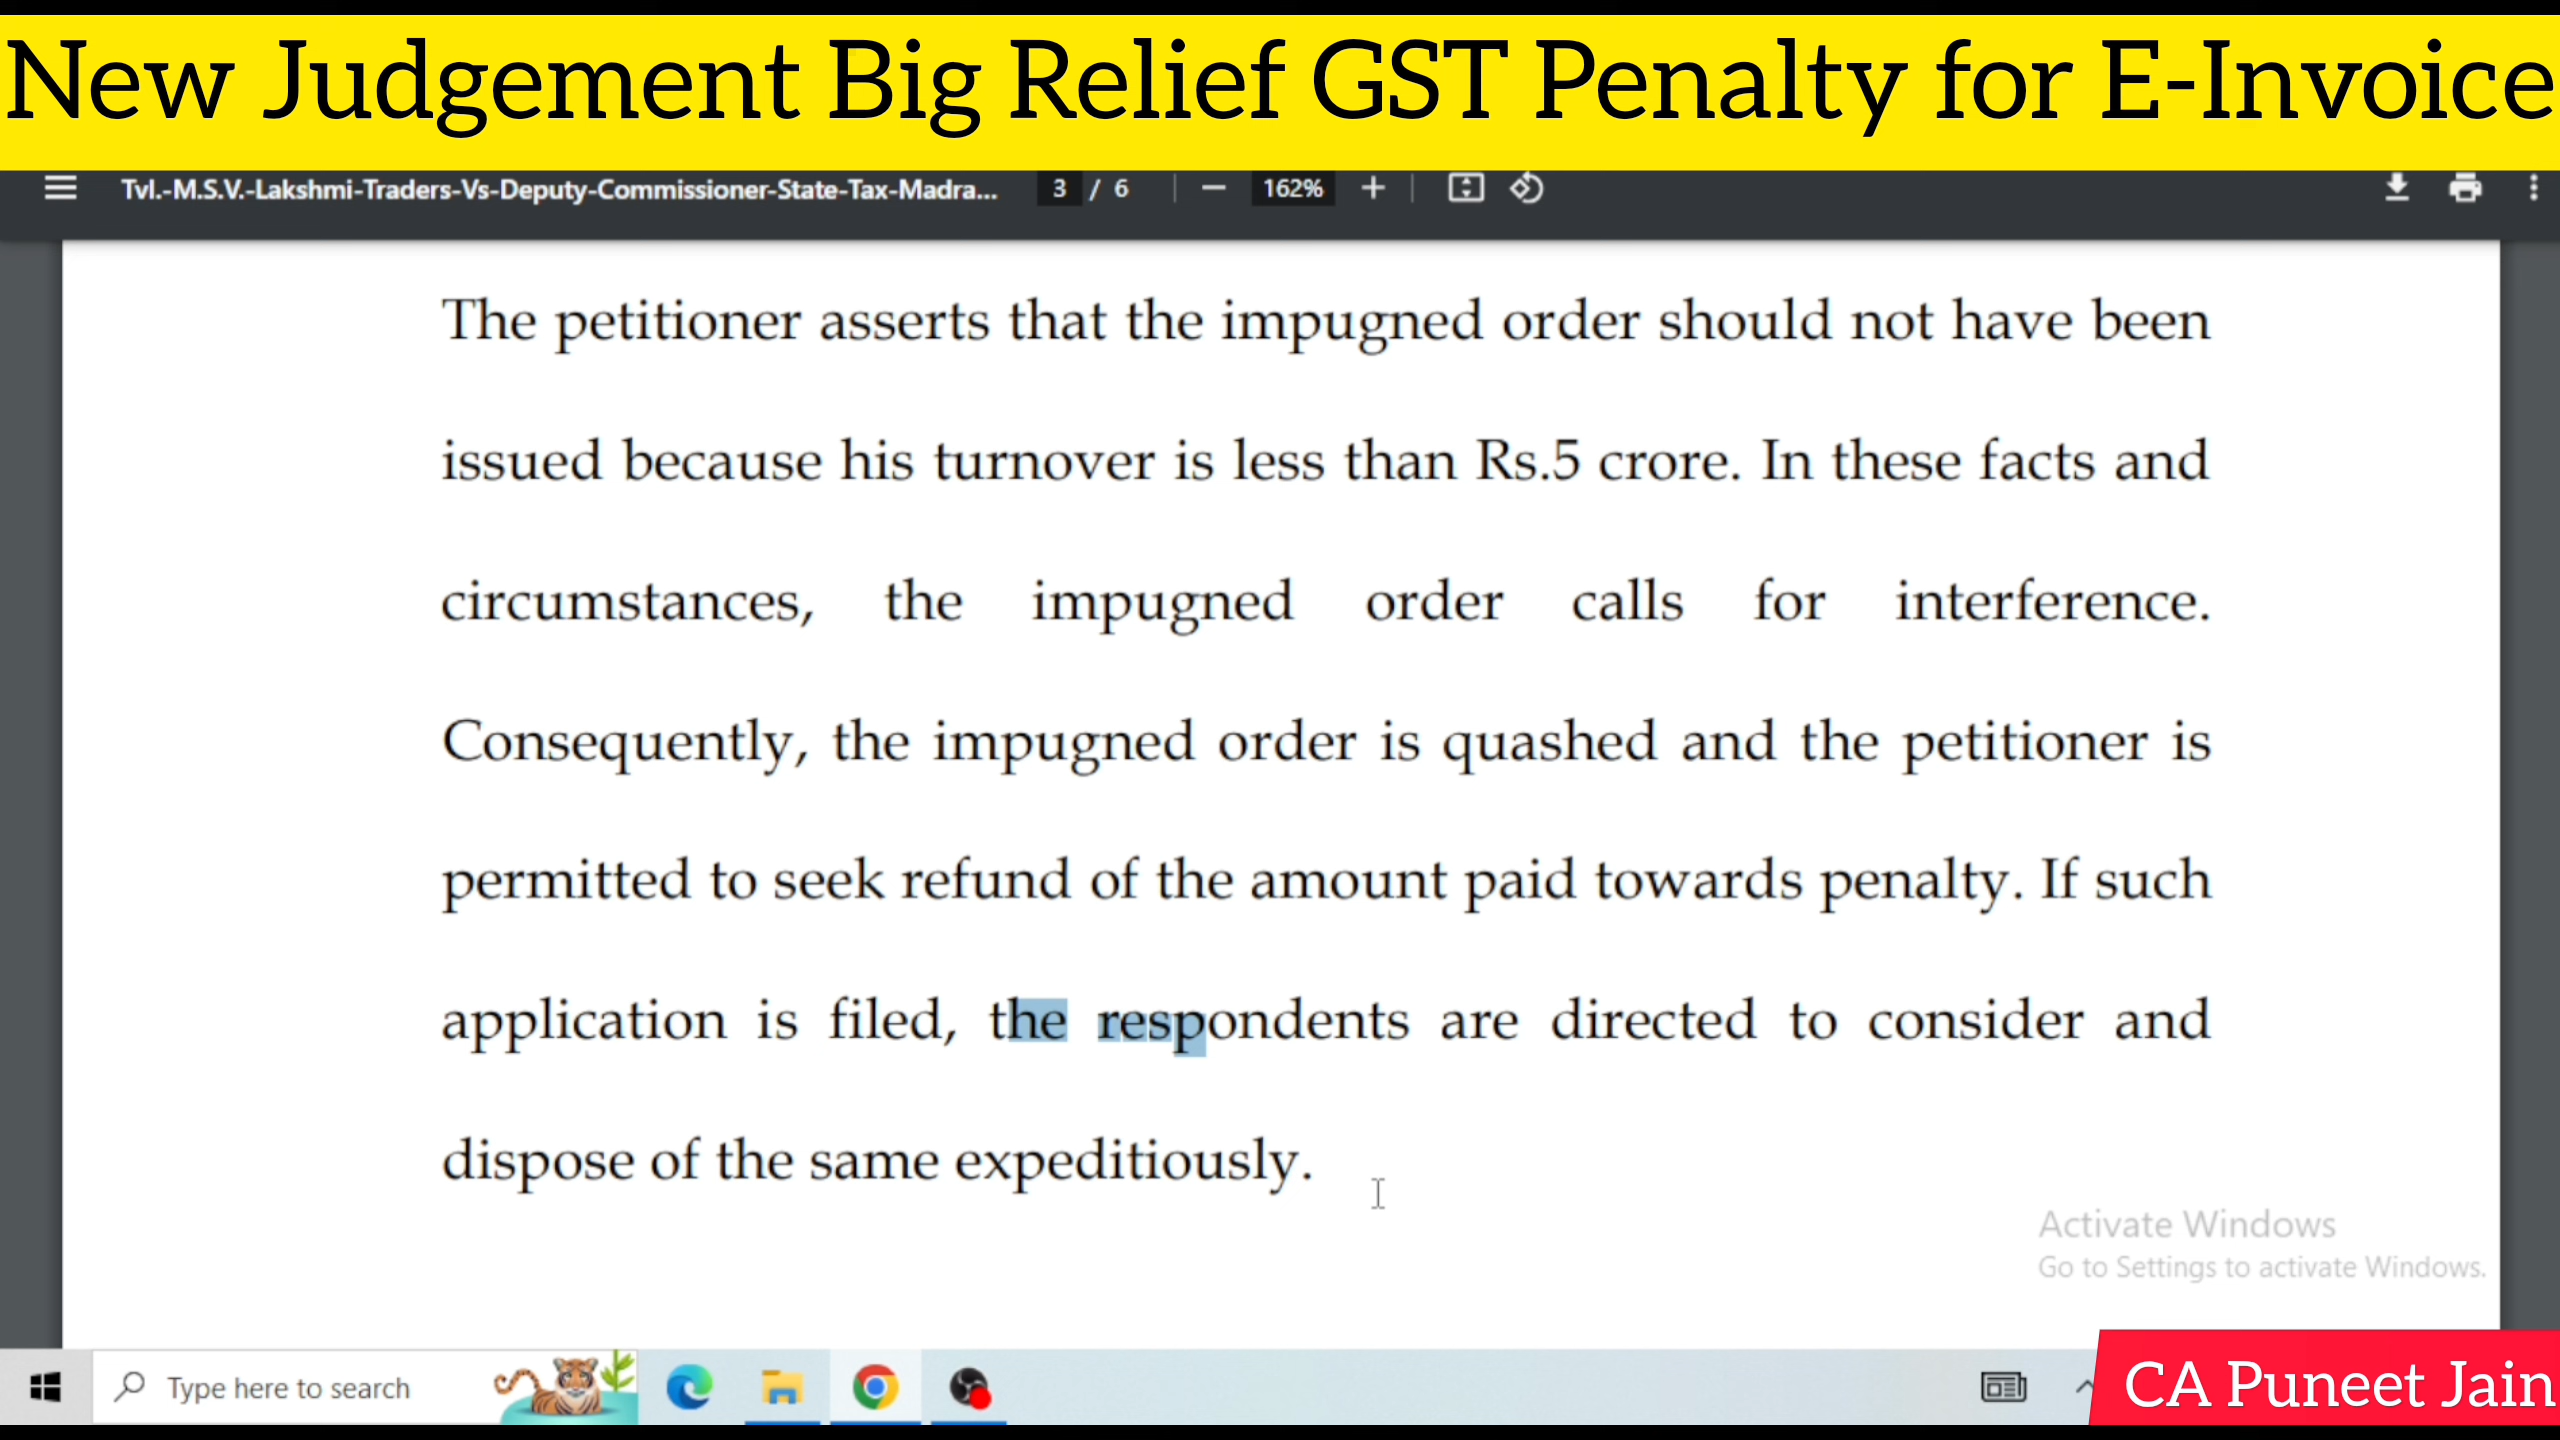 New Judgement Big Relief GST Penalty for E-Invoice
Tvl.-M.S.V.-Lakshmi-Traders-Vs-Deputy-Commissioner-State-Tax-Madra...
3 / 6
162%
The petitioner asserts that the impugned order should not have been
issued because his turnover is less than Rs.5 crore. In these facts and
circumstances, the impugned order calls for interference.
Consequently, the impugned order is quashed and the petitioner is
permitted to seek refund of the amount paid towards penalty. If such
application is filed, the respondents are directed to consider and
dispose of the same expeditiously.
Activate Windows
Go to Settings to activate Windows.
Type here to search
CA Puneet Jain